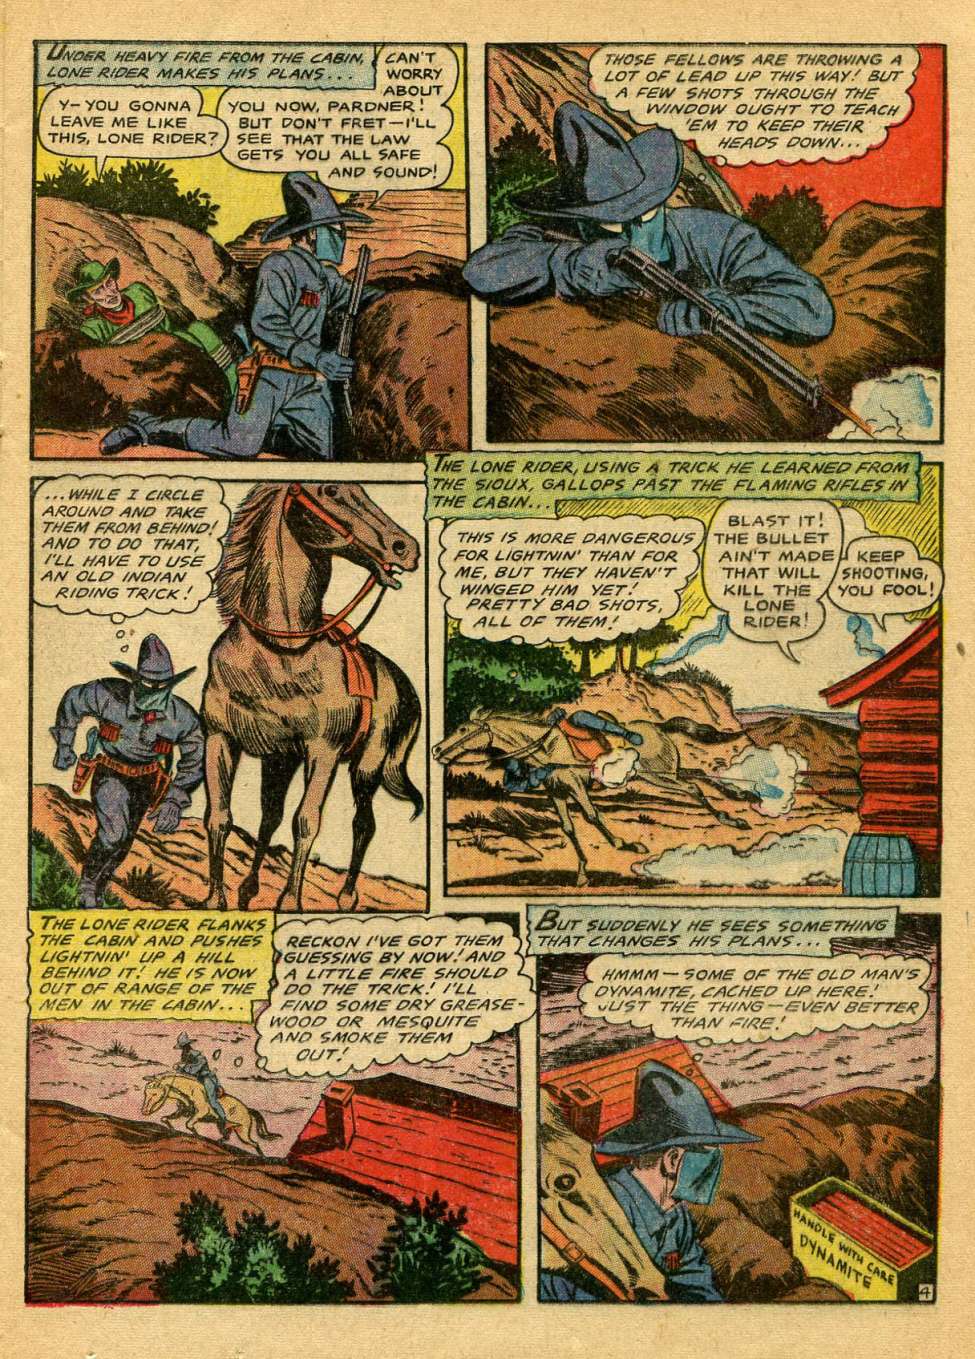 UNDER HEAVY FIRE FROM THE CABIN,
LONE RIDER MAKES HIS PLANS...
Y-YOU GONNA
LEAVE ME LIKE
THIS, LONE RIDER?
CAN'T
WORRY
ABOUT
YOU NOW, PARDNER!
BUT DON'T FRET—I'LL
SEE THAT THE LAW
GETS YOU ALL SAFE
AND SOUND!
THOSE FELLOWS ARE THROWING A
LOT OF LEAD UP THIS WAY! BUT
A FEW SHOTS THROUGH THE
WINDOW OUGHT TO TEACH
'EM TO KEEP THEIR
HEADS DOWN...
...WHILE I CIRCLE
AROUND AND TAKE
THEM FROM BEHIND!
AND TO DO THAT,
I'LL HAVE TO USE
AN OLD INDIAN
RIDING TRICK!
THE LONE RIDER, USING A TRICK HE LEARNED FROM
THE SIOUX, GALLOPS PAST THE FLAMING RIFLES IN
THE CABIN...
THIS IS MORE DANGEROUS
FOR LIGHTNIN' THAN FOR
ME, BUT THEY HAVEN'T
WINGED HIM YET!
PRETTY BAD SHOTS,
ALL OF THEM!
BLAST IT!
THE BULLET
AIN'T MADE
THAT WILL
KILL THE
LONE
RIDER!
KEEP
SHOOTING,
YOU FOOL!
THE LONE RIDER FLANKS
THE CABIN AND PUSHES
LIGHTNIN' UP A HILL
BEHIND IT! HE IS NOW
OUT OF RANGE OF THE
MEN IN THE CABIN...
RECKON I'VE GOT THEM
GUESSING BY NOW! AND
A LITTLE FIRE SHOULD
DO THE TRICK! I'LL
FIND SOME DRY GREASE-
WOOD OR MESQUITE
AND SMOKE THEM
OUT!
BUT SUDDENLY HE SEES SOMETHING
THAT CHANGES HIS PLANS...
HMMM—SOME OF THE OLD MAN'S
DYNAMITE, CACHED UP HERE!
JUST THE THING—EVEN BETTER
THAN FIRE!
HANDLE WITH CARE
DYNAMITE
4